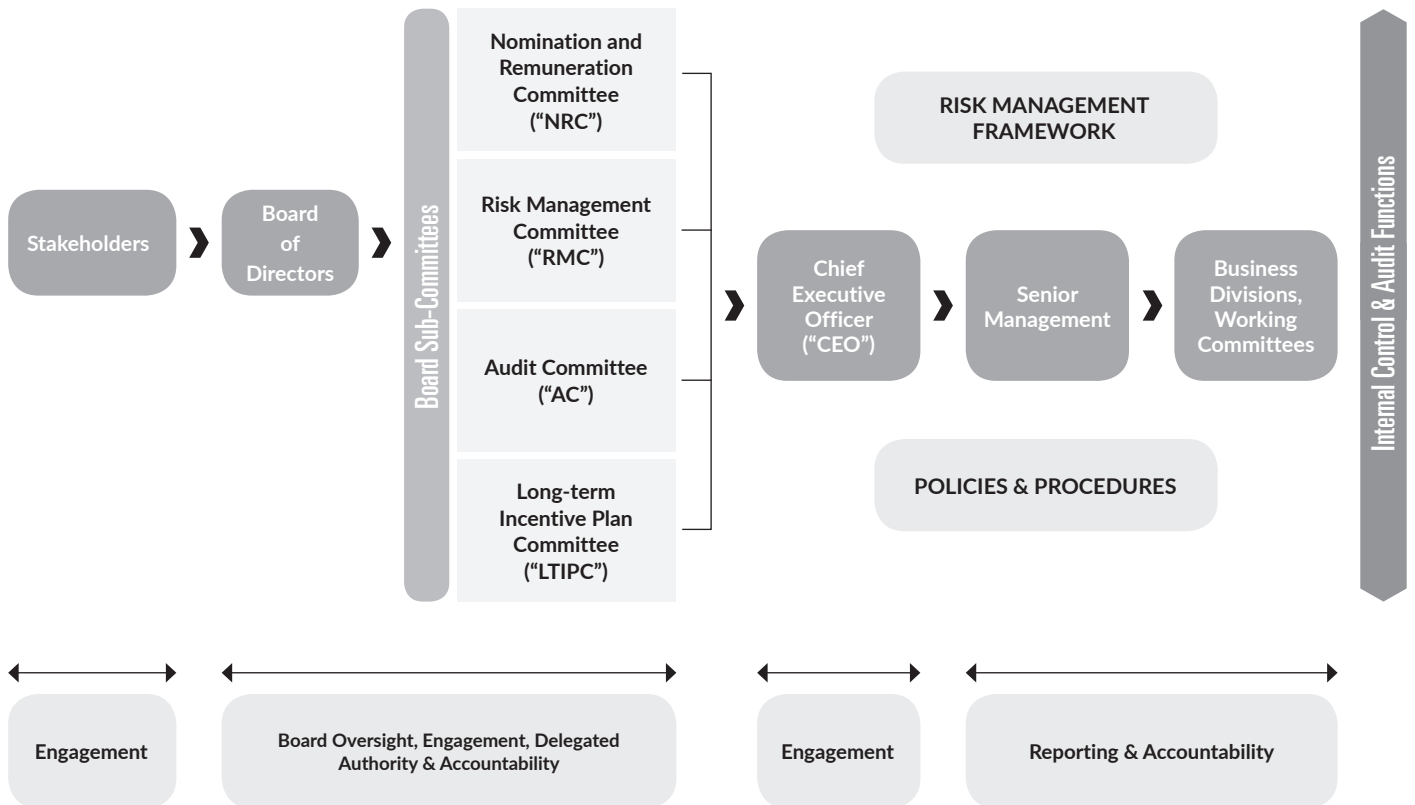 Stakeholders
Board
of
Directors
Board Sub-Committees
Nomination and
Remuneration
Committee
(“NRC”)
Risk Management
Committee
(“RMC”)
Audit Committee
(“AC”)
Long-term
Incentive Plan
Committee
(“LTIPC”)
RISK MANAGEMENT
FRAMEWORK
Chief
Executive
Officer
(“CEO”)
Senior
Management
Business
Divisions,
Working
Committees
POLICIES & PROCEDURES
Internal Control & Audit Functions
Engagement
Board Oversight, Engagement, Delegated
Authority & Accountability
Engagement
Reporting & Accountability